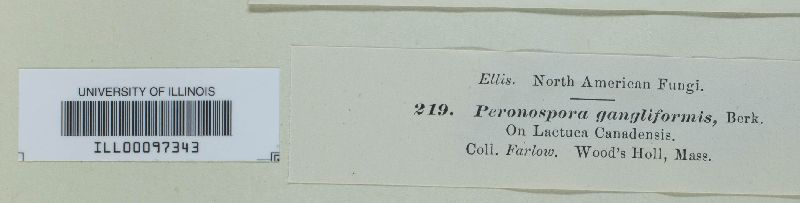 UNIVERSITY OF ILLINOIS
ILL00097343
Ellis. North American Fungi.
219. Peronospora gangliformis, Berk.
On Lactuca Canadensis.
Coll. Farlow. Wood's Holl, Mass.